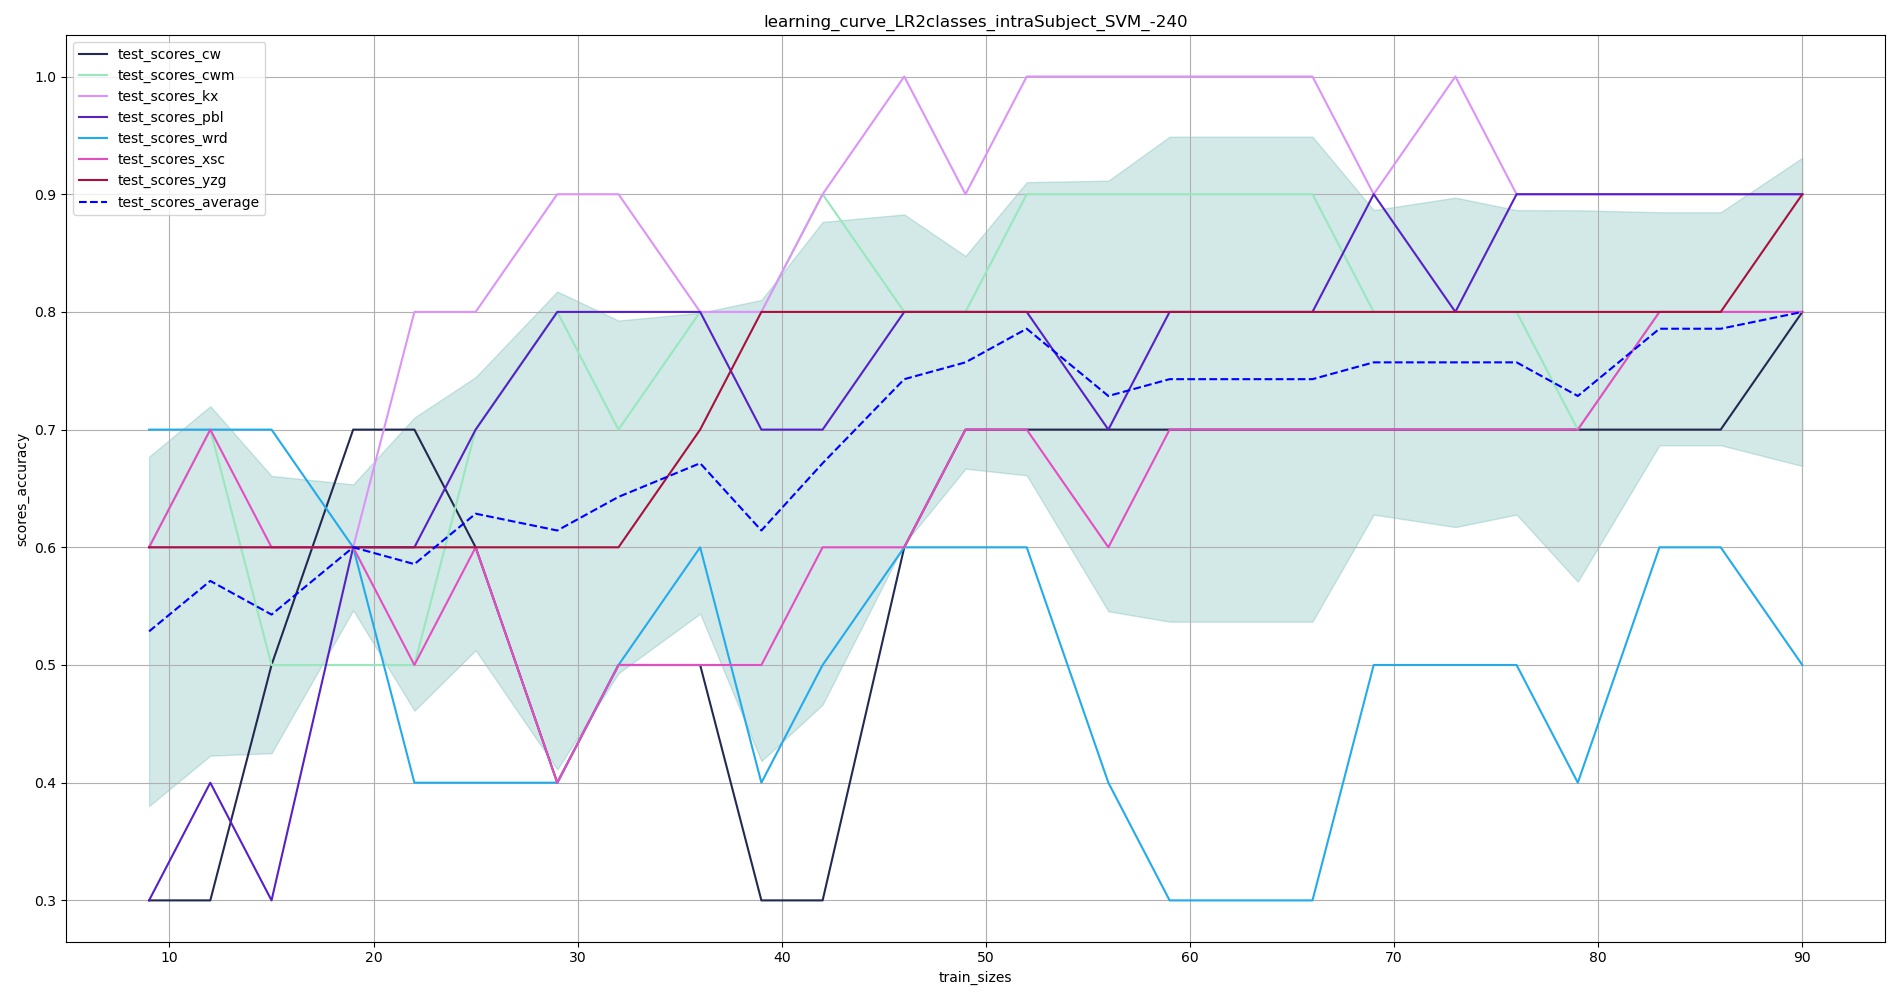 learning_curve_LR2classes_intraSubject_SVM_-240
test_scores_cw
test_scores_cwm
test_scores_kx
test_scores_pbl
test_scores_wrd
test_scores_xsc
test_scores_yzg
test_scores_average
scores_accuracy
1.0
0.9
0.8
0.7
0.6
0.5
0.4
0.3
10 20 30 40 50 60 70 80 90
train_sizes